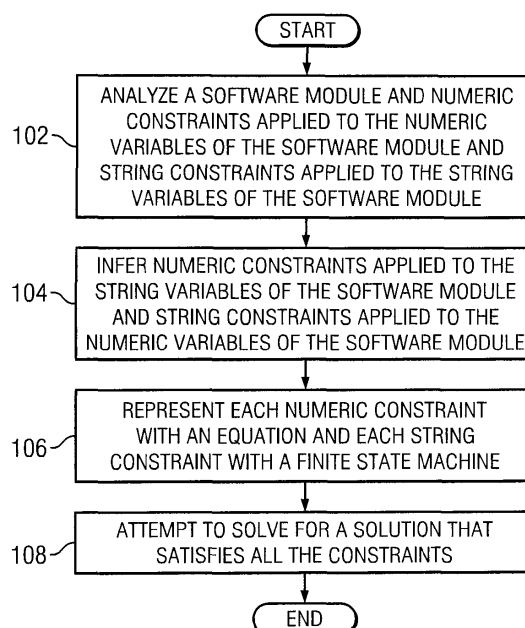 START
102
ANALYZE A SOFTWARE MODULE AND NUMERIC
CONSTRAINTS APPLIED TO THE NUMERIC
VARIABLES OF THE SOFTWARE MODULE AND
STRING CONSTRAINTS APPLIED TO THE STRING
VARIABLES OF THE SOFTWARE MODULE
104
INFER NUMERIC CONSTRAINTS APPLIED TO THE
STRING VARIABLES OF THE SOFTWARE MODULE
AND STRING CONSTRAINTS APPLIED TO THE
NUMERIC VARIABLES OF THE SOFTWARE MODULE
106
REPRESENT EACH NUMERIC CONSTRAINT
WITH AN EQUATION AND EACH STRING
CONSTRAINT WITH A FINITE STATE MACHINE
108
ATTEMPT TO SOLVE FOR A SOLUTION THAT
SATISFIES ALL THE CONSTRAINTS
END